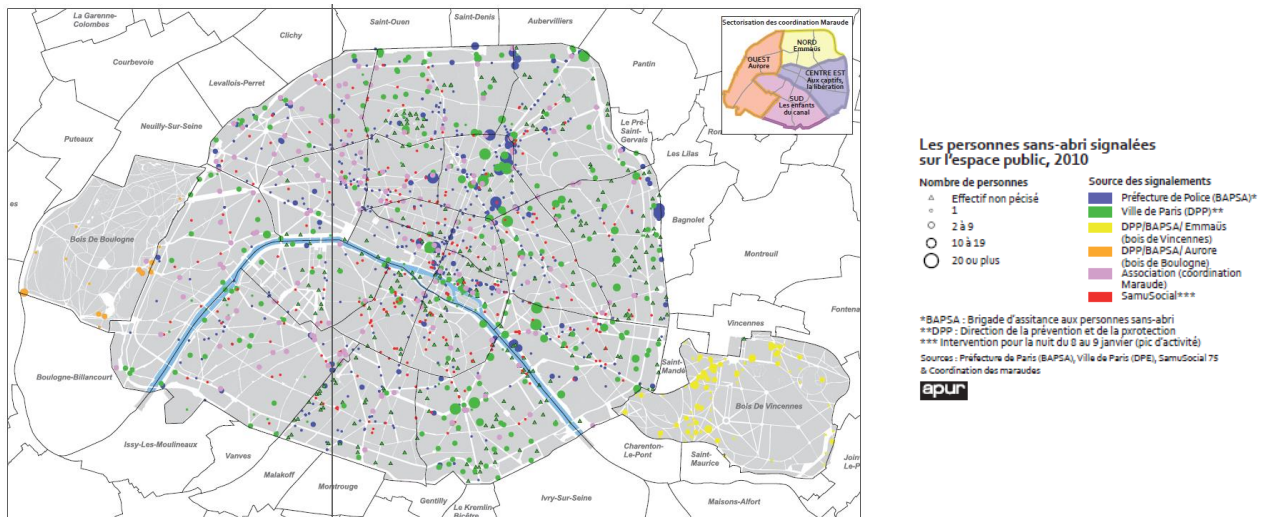 La Garenne-
Colombes
Clichy
Saint-Ouen
Saint-Denis
Aubervilliers
Courbevoie
Levallois-Perret
Pantin
Puteaux
Neuilly-Sur-Seine
Le Pré-
Saint-
Gervais
Les Lilas
Bois De Boulogne
Bagnolet
Montreuil
Fontena
Vincennes
Saint-
Mandé
Boulogne-Billancourt
Bois De Vincennes
Issy-Les-Moulineaux
Vanves
Malakoff
Montrouge
Gentilly
Le Kremlin-
Bicêtre
Ivry-Sur-Seine
Charenton-
Le-Pont
Saint-
Maurice
Maisons-Alfort
Join
Le-P
Sectorisation des coordination Maraude
NORD
Emmaüs
OUEST
Aurore
CENTRE EST
Aux captifs,
la libération
SUD
Les enfants
du canal
Les personnes sans-abri signalées
sur l'espace public, 2010
Nombre de personnes
Effectif non pécisé
1
2 à 9
10 à 19
20 ou plus
Source des signalements
Préfecture de Police (BAPSA)*
Ville de Paris (DPP)**
DPP/BAPSA/ Emmaüs
(bois de Vincennes)
DPP/BAPSA/ Aurore
(bois de Boulogne)
Association (coordination
Maraude)
SamuSocial***
*BAPSA : Brigade d'assitance aux personnes sans-abri
**DPP : Direction de la prévention et de la pxrotection
*** Intervention pour la nuit du 8 au 9 janvier (pic d'activité)
Sources : Préfecture de Paris (BAPSA), Ville de Paris (DPE), SamuSocial 75
& Coordination des maraudes
apur